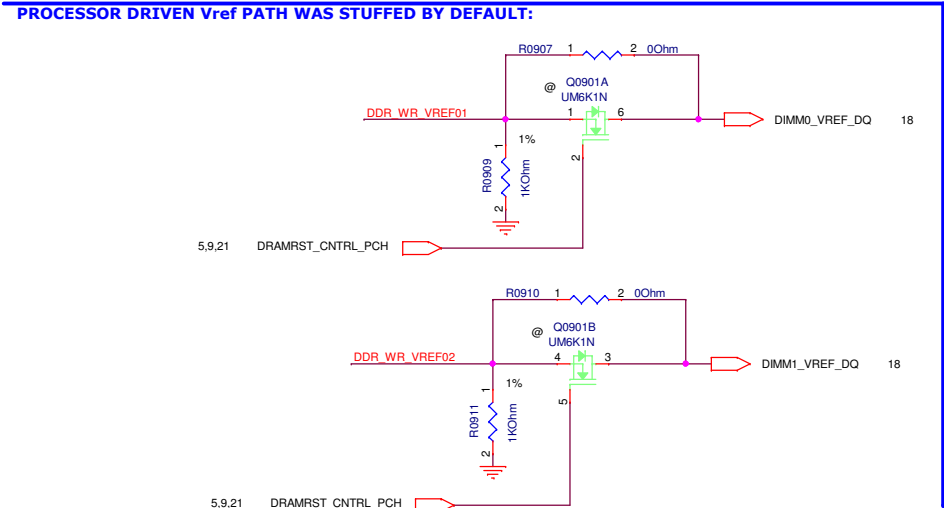 PROCESSOR DRIVEN Vref PATH WAS STUFFED BY DEFAULT:
R0907 1 2 0Ohm
@ Q0901A
UM6K1N
DDR_WR_VREF01 1 6
DIMM0_VREF_DQ 18
1 1%
2
R0909 1KOhm
2
5,9,21 DRAMRST_CNTRL_PCH
R0910 1 2 0Ohm
@ Q0901B
UM6K1N
DDR_WR_VREF02 4 3
DIMM1_VREF_DQ 18
1 1%
5
R0911 1KOhm
2
5,9,21 DRAMRST_CNTRL_PCH